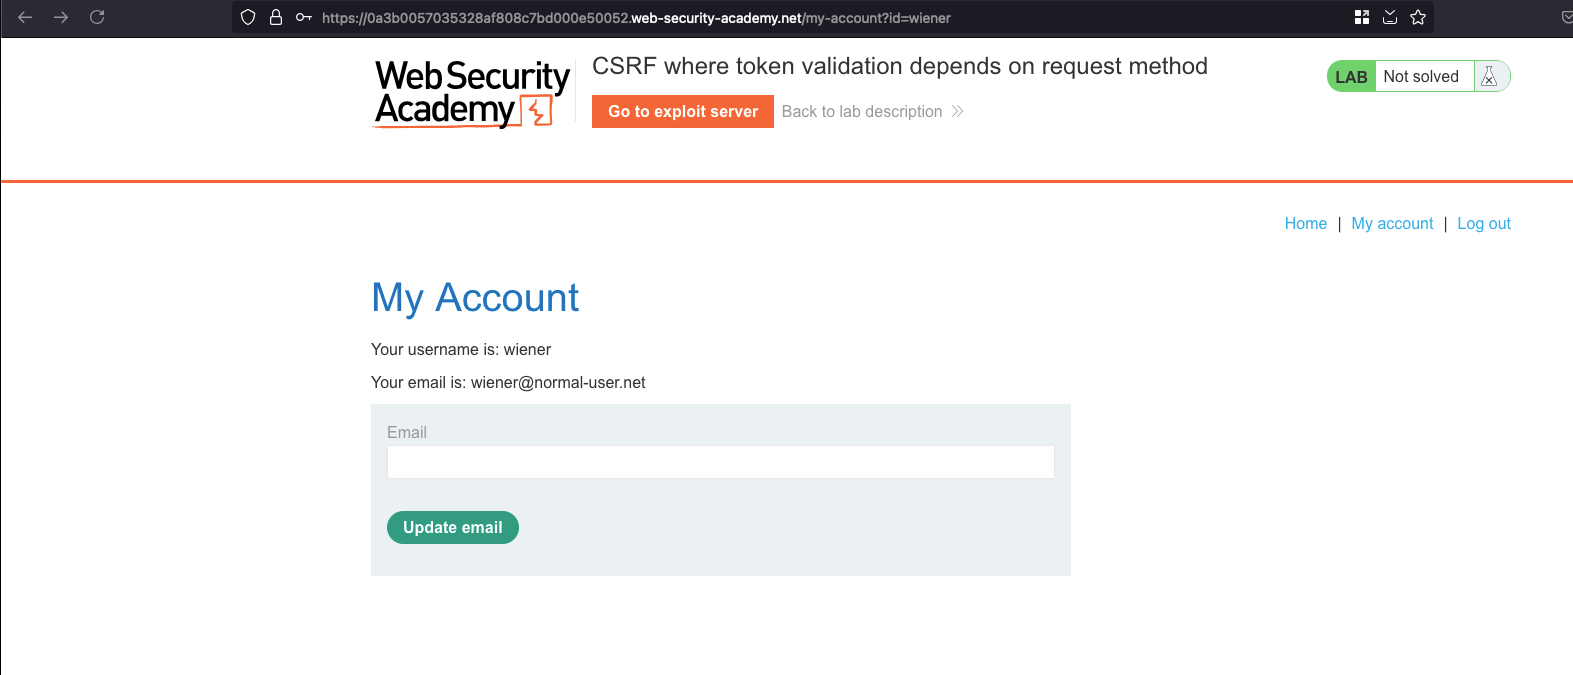 https://0a3b0057035328af808c7bd000e50052.web-security-academy.net/my-account?id=wiener
WebSecurity
Academy
CSRF where token validation depends on request method
Go to exploit server
Back to lab description
LAB Not solved
Home | My account | Log out
My Account
Your username is: wiener
Your email is: wiener@normal-user.net
Email
Update email